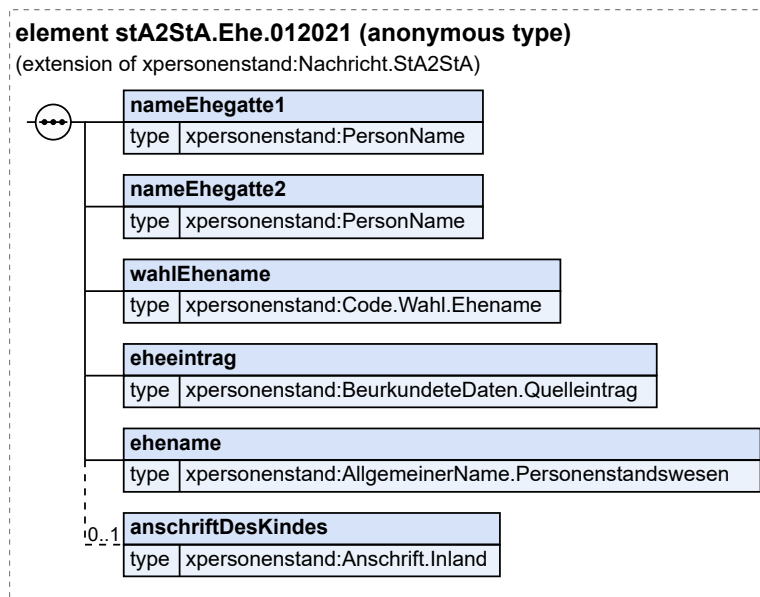 element stA2StA.Ehe.012021 (anonymous type)
(extension of xpersonenstand:Nachricht.StA2StA)
nameEhegatte1
type xpersonenstand:PersonName
nameEhegatte2
type xpersonenstand:PersonName
wahlEhename
type xpersonenstand:Code.Wahl.Ehename
eheeintrag
type xpersonenstand:BeurkundeteDaten.Quelleintrag
ehename
type xpersonenstand:AllgemeinerName.Personenstandswesen
0..1 anschriftDesKindes
type xpersonenstand:Anschrift.Inland